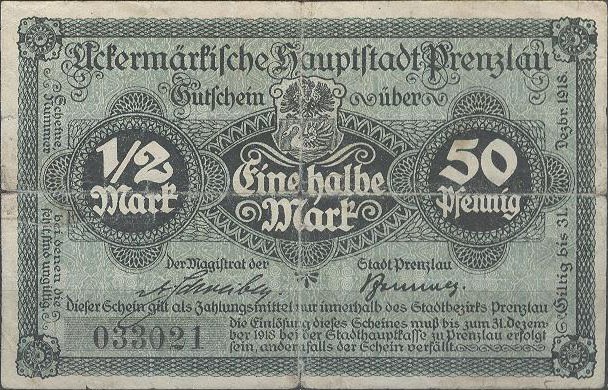 Uckermärkische Hauptstadt Prenzlau
Gutschein über
1/2 Mark
Eine halbe
Mark
50 Pfennig
Gültig bis 31. Dezbr 1918.
Der Magistrat der Stadt Prenzlau
Dieser Schein gilt als Zahlungsmittel nur innerhalb des Stadtbezirks Prenzlau
033021
die Einlösung dieses Scheines muß bis zum 31. Dezem-
ber 1918 bei der Stadthauptkasse zu Prenzlau erfolgt
sein, andernfalls der Schein verfällt.